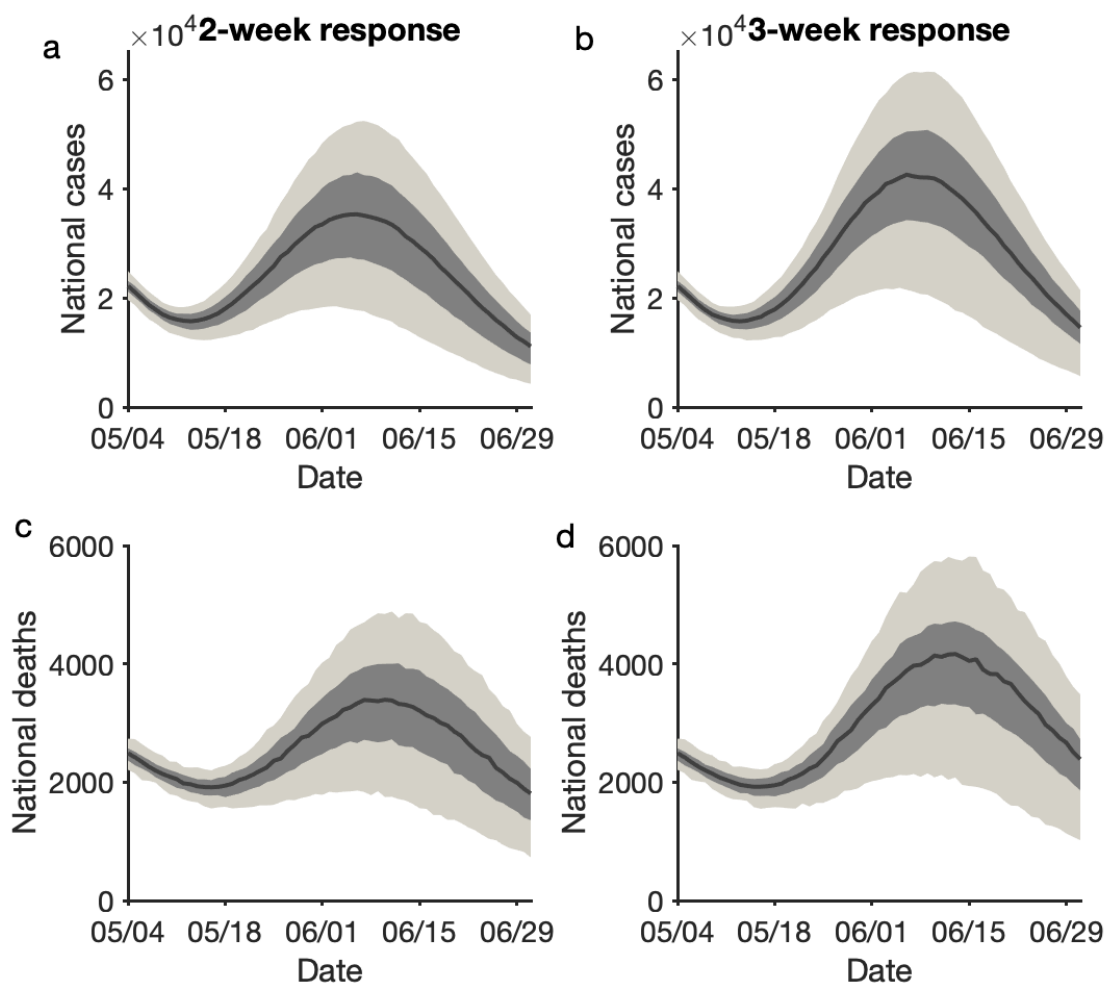 a
×10⁴ 2-week response
6
4
2
0
National cases
05/04 05/18 06/01 06/15 06/29
Date
b
×10⁴ 3-week response
6
4
2
0
National cases
05/04 05/18 06/01 06/15 06/29
Date
c
6000
4000
2000
0
National deaths
05/04 05/18 06/01 06/15 06/29
Date
d
6000
4000
2000
0
National deaths
05/04 05/18 06/01 06/15 06/29
Date